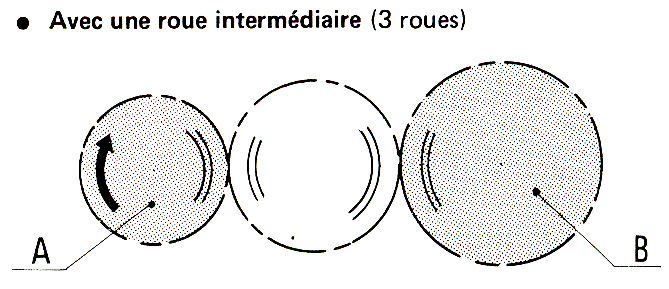 ● Avec une roue intermédiaire (3 roues)
A
B